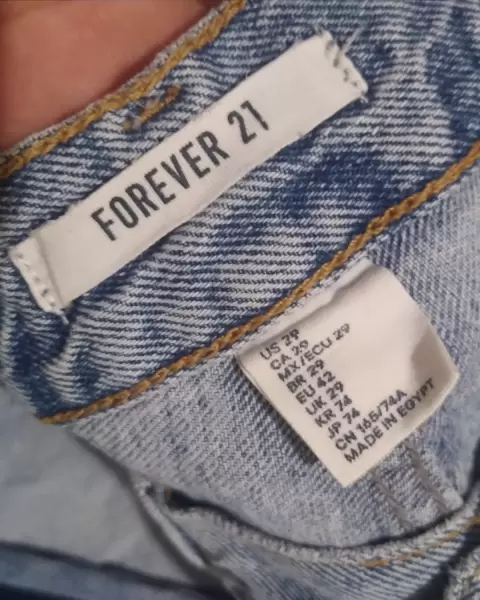 FOREVER 21
US 29
CA 29
MX/ECU 29
BR 29
EU 42
UK 29
KR 74
JP 74
CN 165/74A
MADE IN EGYPT